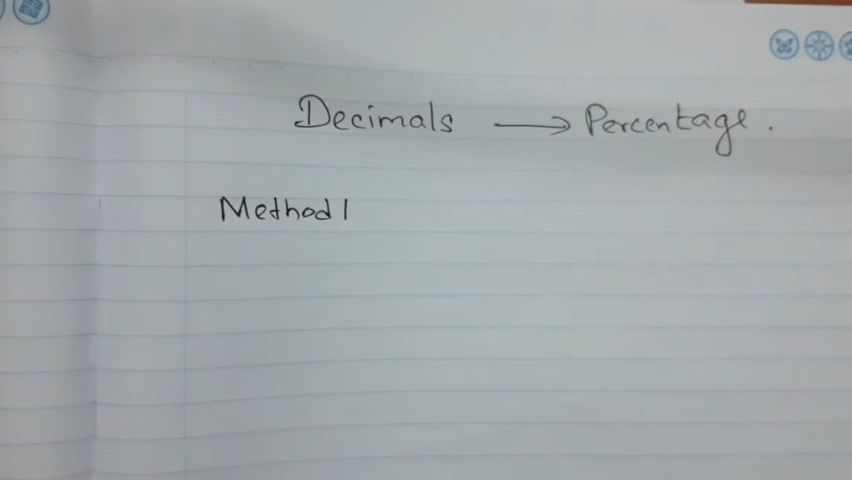 Decimals → Percentage.
Method 1